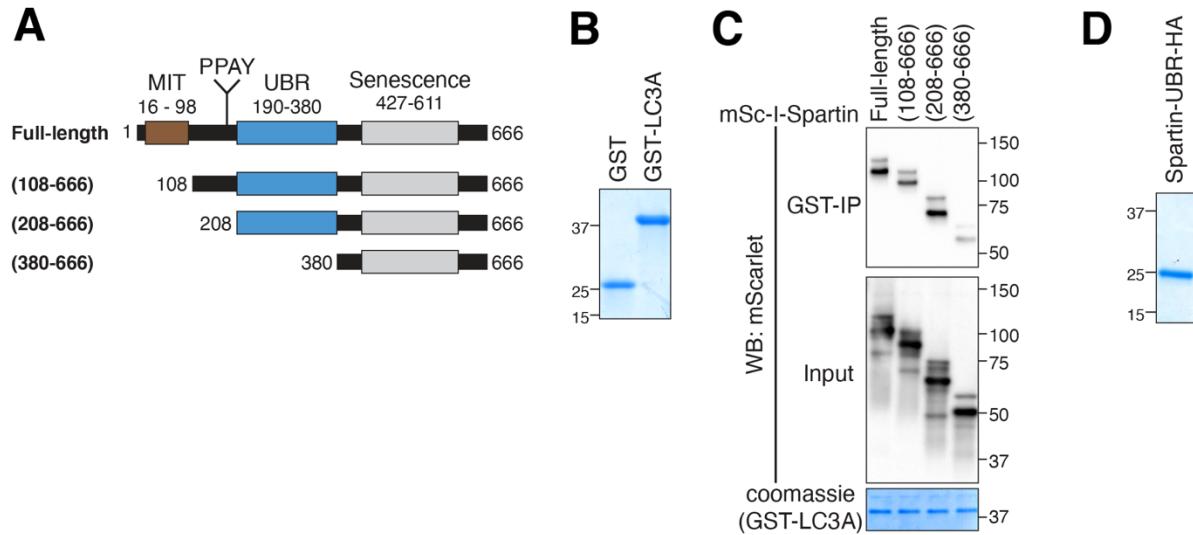 A
PPAY
MIT
UBR
Senescence
16 - 98
190-380
427-611
Full-length
1
666
(108-666)
108
666
(208-666)
208
666
(380-666)
380
666
B
GST
GST-LC3A
37
25
15
C
mSc-I-Spartin
Full-length
(108-666)
(208-666)
(380-666)
WB: mScarlet
GST-IP
150
100
75
50
Input
150
100
75
50
37
coomassie
(GST-LC3A)
37
D
Spartin-UBR-HA
37
25
15